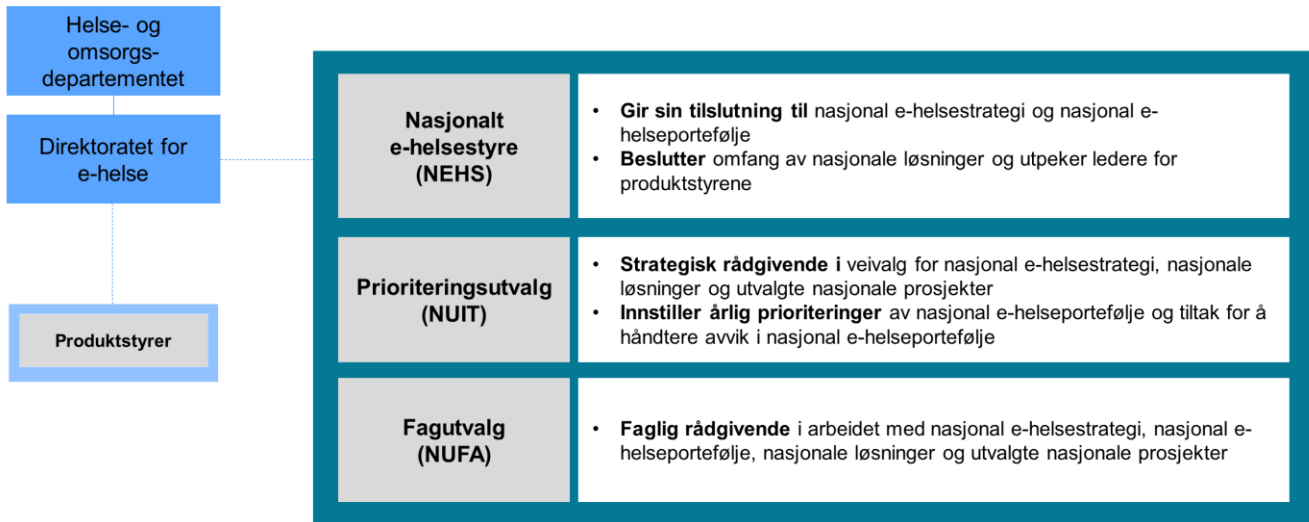 Helse- og
omsorgs-
departementet
Direktoratet for
e-helse
Produktstyrer
Nasjonalt
e-helsestyre
(NEHS)
• Gir sin tilslutning til nasjonal e-helsestrategi og nasjonal e-
helseportefølje
• Beslutter omfang av nasjonale løsninger og utpeker ledere for
produktstyrene
Prioriteringsutvalg
(NUIT)
• Strategisk rådgivende i veivalg for nasjonal e-helsestrategi, nasjonale
løsninger og utvalgte nasjonale prosjekter
• Innstiller årlig prioriteringer av nasjonal e-helseportefølje og tiltak for å
håndtere avvik i nasjonal e-helseportefølje
Fagutvalg
(NUFA)
• Faglig rådgivende i arbeidet med nasjonal e-helsestrategi, nasjonal e-
helseportefølje, nasjonale løsninger og utvalgte nasjonale prosjekter